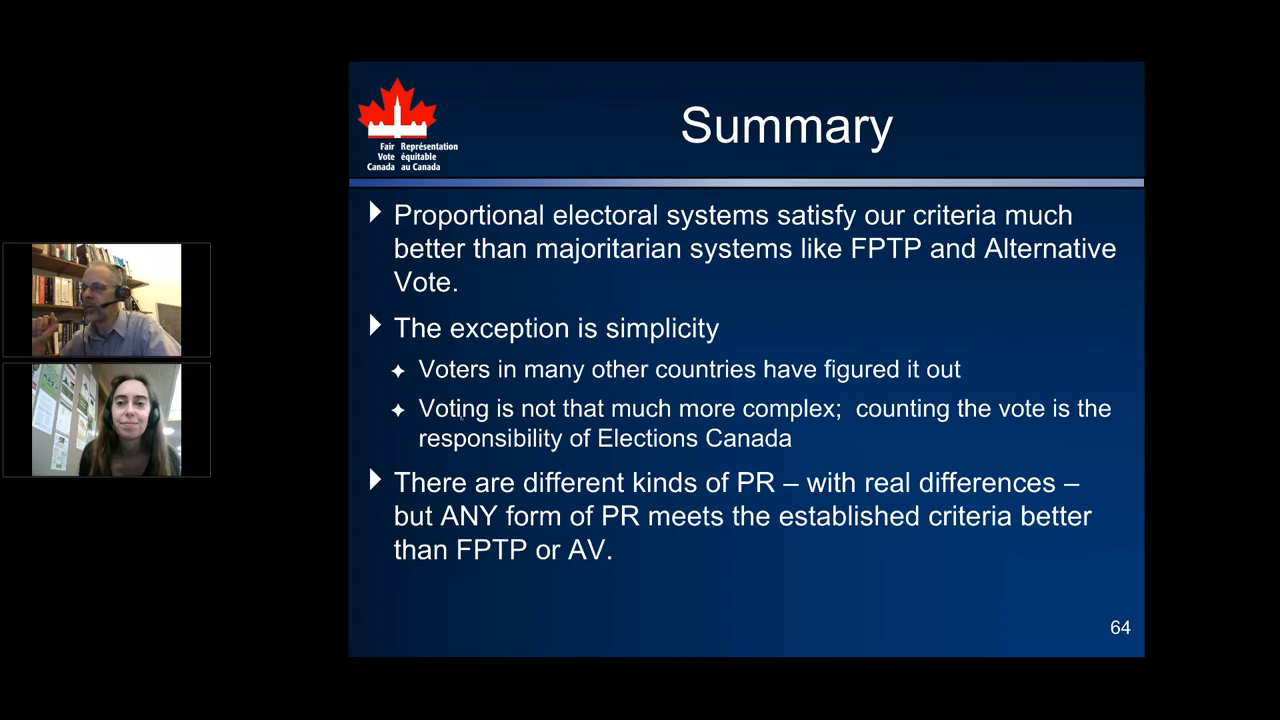 Fair Représentation
Vote équitable
Canada au Canada
Summary
Proportional electoral systems satisfy our criteria much
better than majoritarian systems like FPTP and Alternative
Vote.
The exception is simplicity
Voters in many other countries have figured it out
Voting is not that much more complex; counting the vote is the
responsibility of Elections Canada
There are different kinds of PR – with real differences –
but ANY form of PR meets the established criteria better
than FPTP or AV.
64